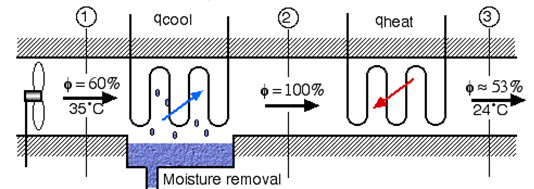 1
qcool
2
qheat
3
ϕ = 60%
35°C
ϕ = 100%
ϕ ≈ 53%
24°C
Moisture removal